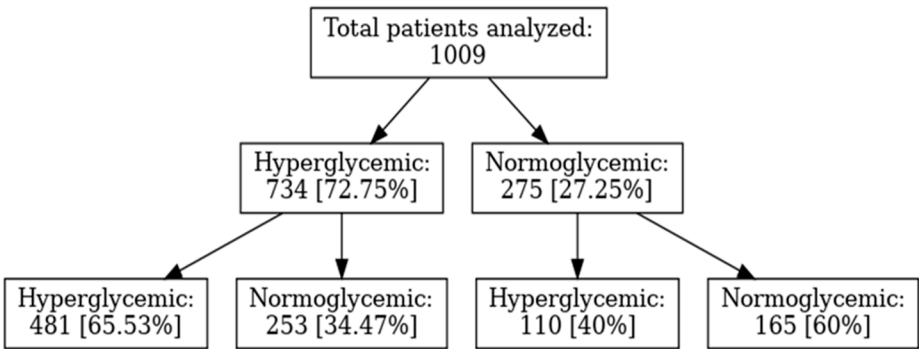 Total patients analyzed:
1009
Hyperglycemic:
734 [72.75%]
Normoglycemic:
275 [27.25%]
Hyperglycemic:
481 [65.53%]
Normoglycemic:
253 [34.47%]
Hyperglycemic:
110 [40%]
Normoglycemic:
165 [60%]